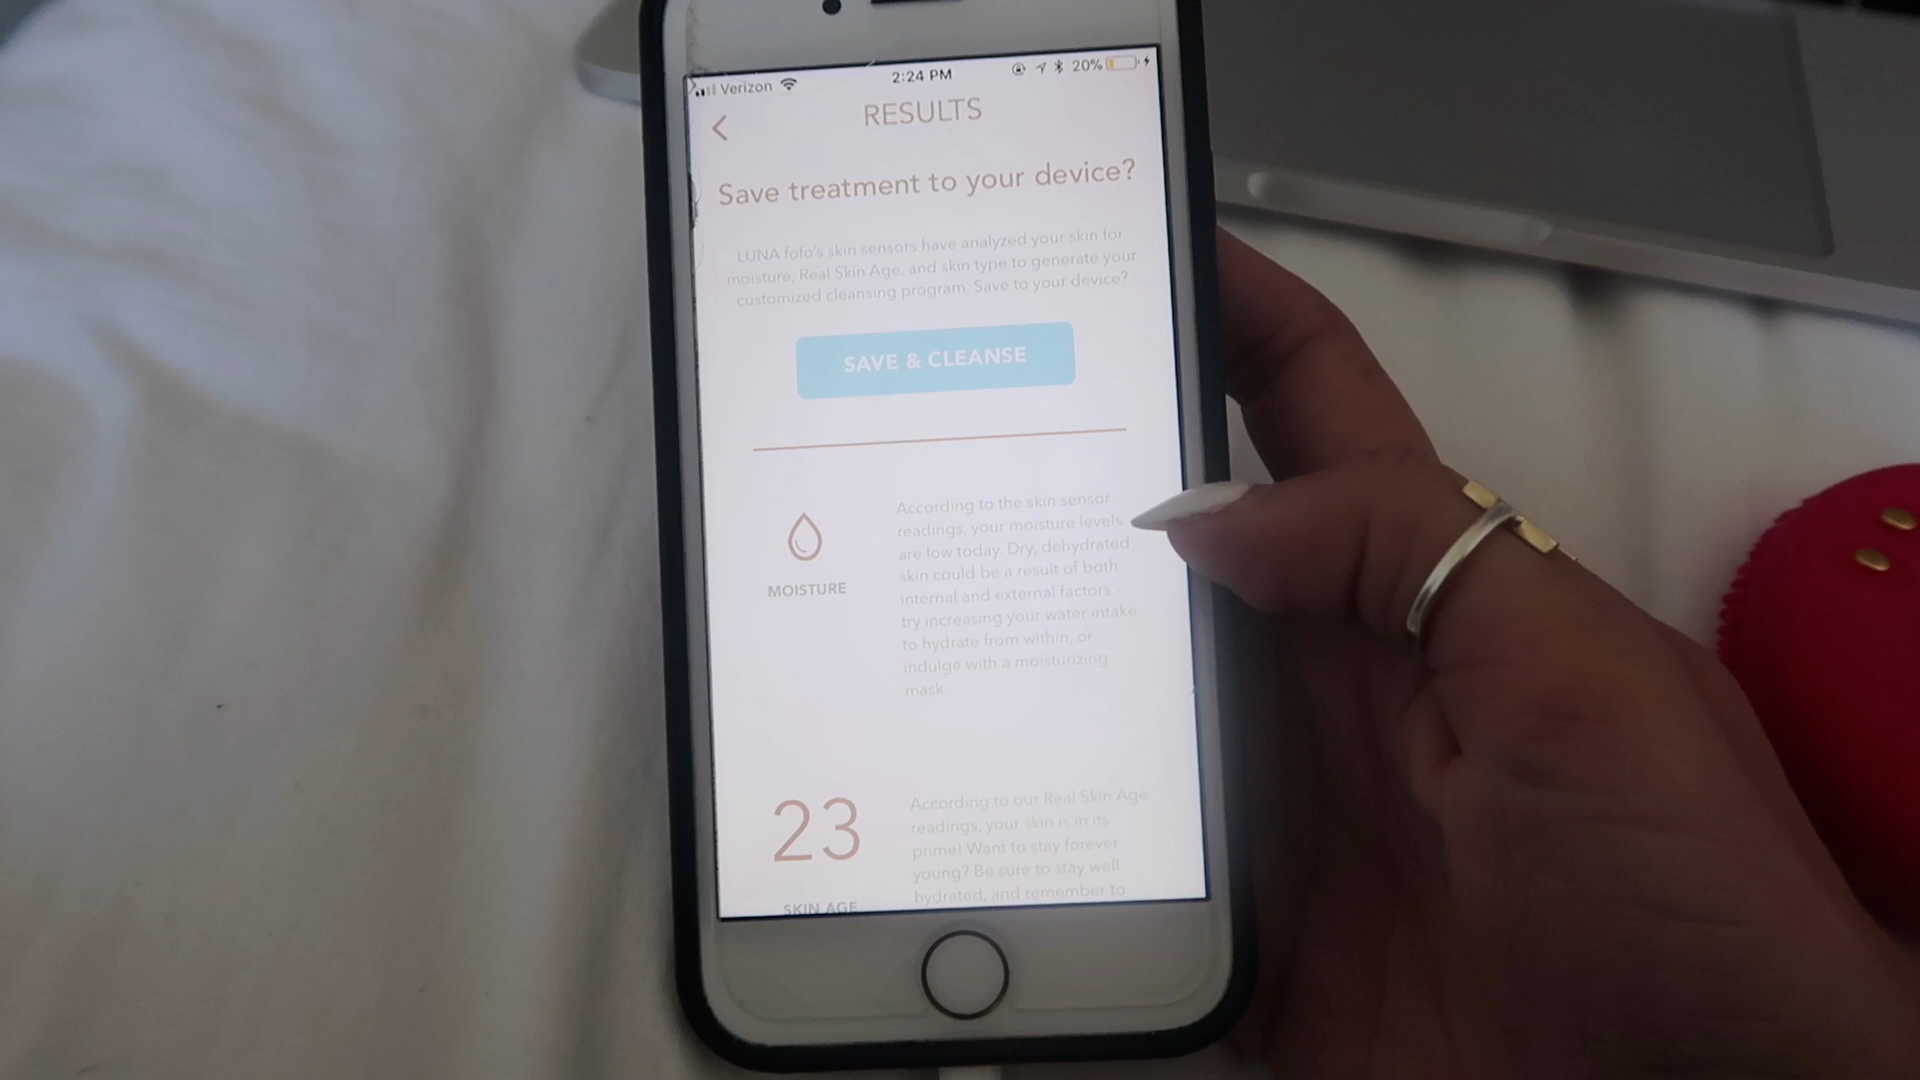 Verizon 2:24 PM 20%
RESULTS
Save treatment to your device?
LUNA fofo's skin sensors have analyzed your skin for
moisture, Real Skin Age, and skin type to generate your
customized cleansing program. Save to your device?
SAVE & CLEANSE
MOISTURE
According to the skin sensor
readings, your moisture levels
are low today. Dry, dehydrated
skin could be a result of both
internal and external factors
try increasing your water intake
to hydrate from within, or
indulge with a moisturizing
mask.
23
SKIN AGE
According to our Real Skin Age
readings, your skin is in its
prime! Want to stay forever
young? Be sure to stay well
hydrated, and remember to